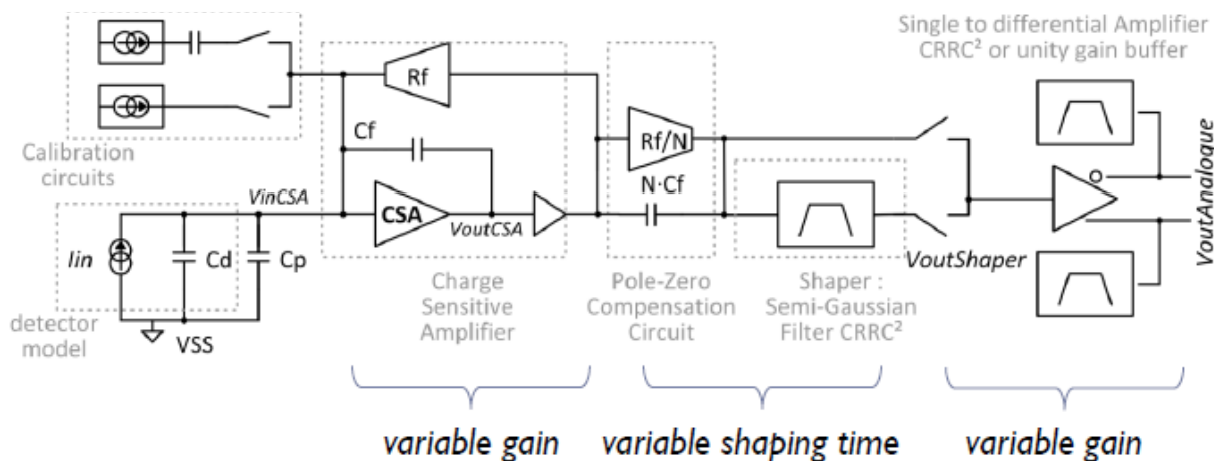 Single to differential Amplifier
CRRC² or unity gain buffer
Rf
Cf
Rf/N
N·Cf
Calibration
circuits
VinCSA
CSA
VoutCSA
Iin
Cd
Cp
VoutShaper
VoutAnalogue
Charge
Sensitive
Amplifier
Pole-Zero
Compensation
Circuit
Shaper :
Semi-Gaussian
Filter CRRC²
detector
model
VSS
variable gain
variable shaping time
variable gain